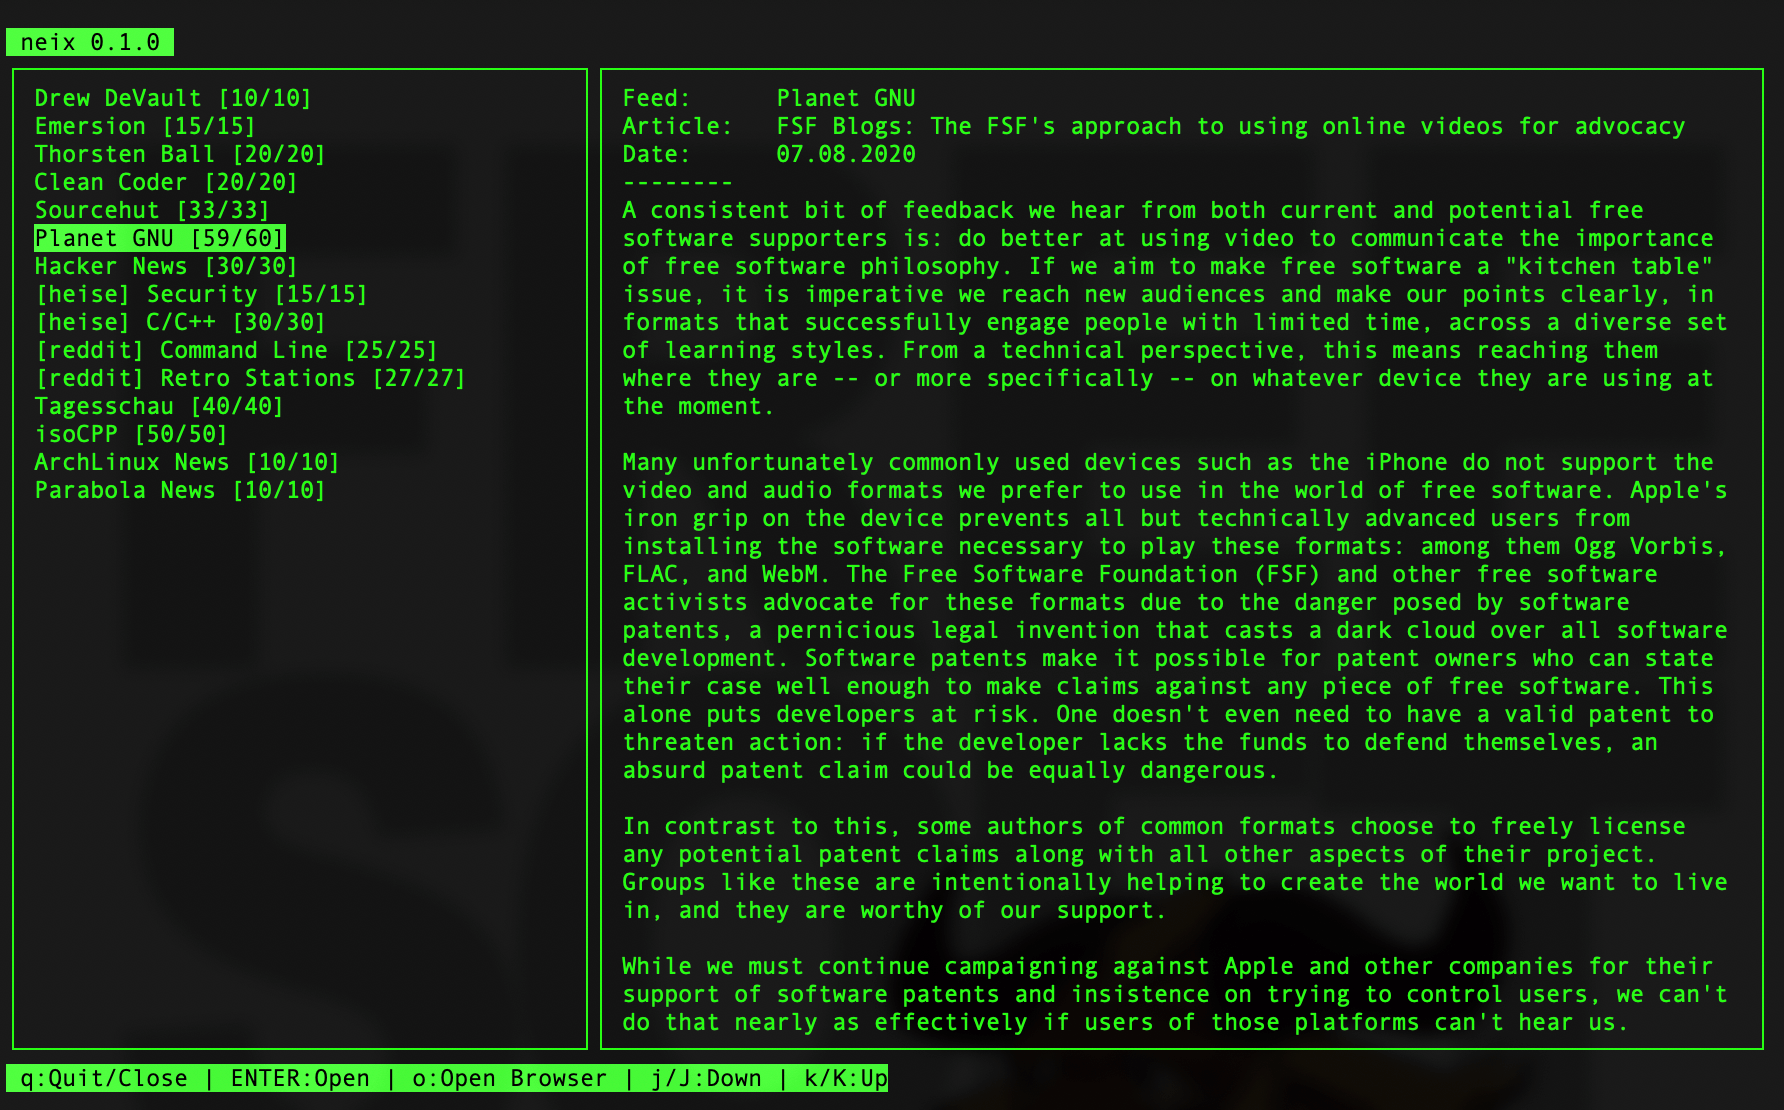 neix 0.1.0
Drew DeVault [10/10]
Emersion [15/15]
Thorsten Ball [20/20]
Clean Coder [20/20]
Sourcehut [33/33]
Planet GNU [59/60]
Hacker News [30/30]
[heise] Security [15/15]
[heise] C/C++ [30/30]
[reddit] Command Line [25/25]
[reddit] Retro Stations [27/27]
Tagesschau [40/40]
isoCPP [50/50]
ArchLinux News [10/10]
Parabola News [10/10]
Feed: Planet GNU
Article: FSF Blogs: The FSF's approach to using online videos for advocacy
Date: 07.08.2020
--------
A consistent bit of feedback we hear from both current and potential free
software supporters is: do better at using video to communicate the importance
of free software philosophy. If we aim to make free software a "kitchen table"
issue, it is imperative we reach new audiences and make our points clearly, in
formats that successfully engage people with limited time, across a diverse set
of learning styles. From a technical perspective, this means reaching them
where they are -- or more specifically -- on whatever device they are using at
the moment.
Many unfortunately commonly used devices such as the iPhone do not support the
video and audio formats we prefer to use in the world of free software. Apple's
iron grip on the device prevents all but technically advanced users from
installing the software necessary to play these formats: among them Ogg Vorbis,
FLAC, and WebM. The Free Software Foundation (FSF) and other free software
activists advocate for these formats due to the danger posed by software
patents, a pernicious legal invention that casts a dark cloud over all software
development. Software patents make it possible for patent owners who can state
their case well enough to make claims against any piece of free software. This
alone puts developers at risk. One doesn't even need to have a valid patent to
threaten action: if the developer lacks the funds to defend themselves, an
absurd patent claim could be equally dangerous.
In contrast to this, some authors of common formats choose to freely license
any potential patent claims along with all other aspects of their project.
Groups like these are intentionally helping to create the world we want to live
in, and they are worthy of our support.
While we must continue campaigning against Apple and other companies for their
support of software patents and insistence on trying to control users, we can't
do that nearly as effectively if users of those platforms can't hear us.
q:Quit/Close | ENTER:Open | o:Open Browser | j/J:Down | k/K:Up